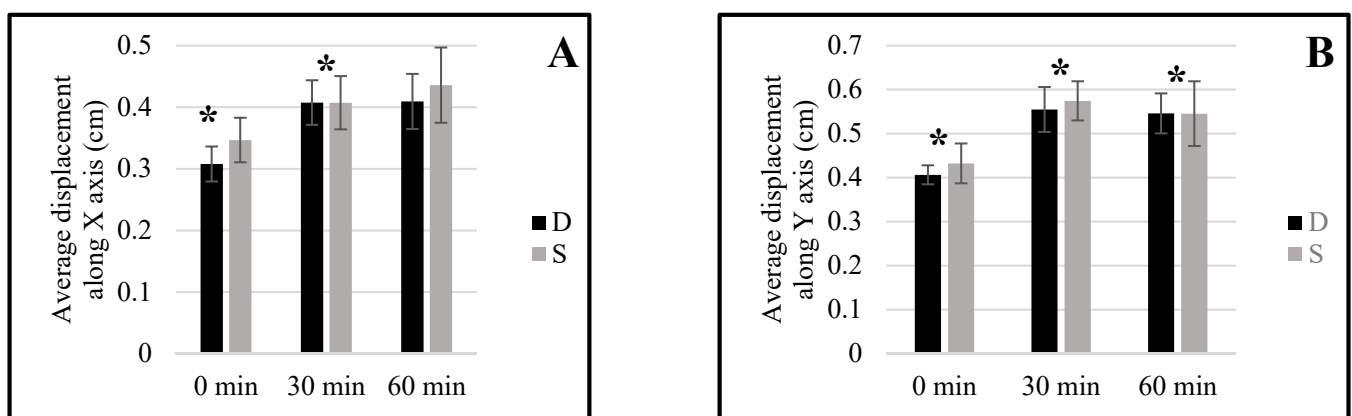 A
Average displacement
along X axis (cm)
0.5
0.4
0.3
0.2
0.1
0
*
*
0 min
30 min
60 min
D
S
B
Average displacement
along Y axis (cm)
0.7
0.6
0.5
0.4
0.3
0.2
0.1
0
*
*
*
0 min
30 min
60 min
D
S